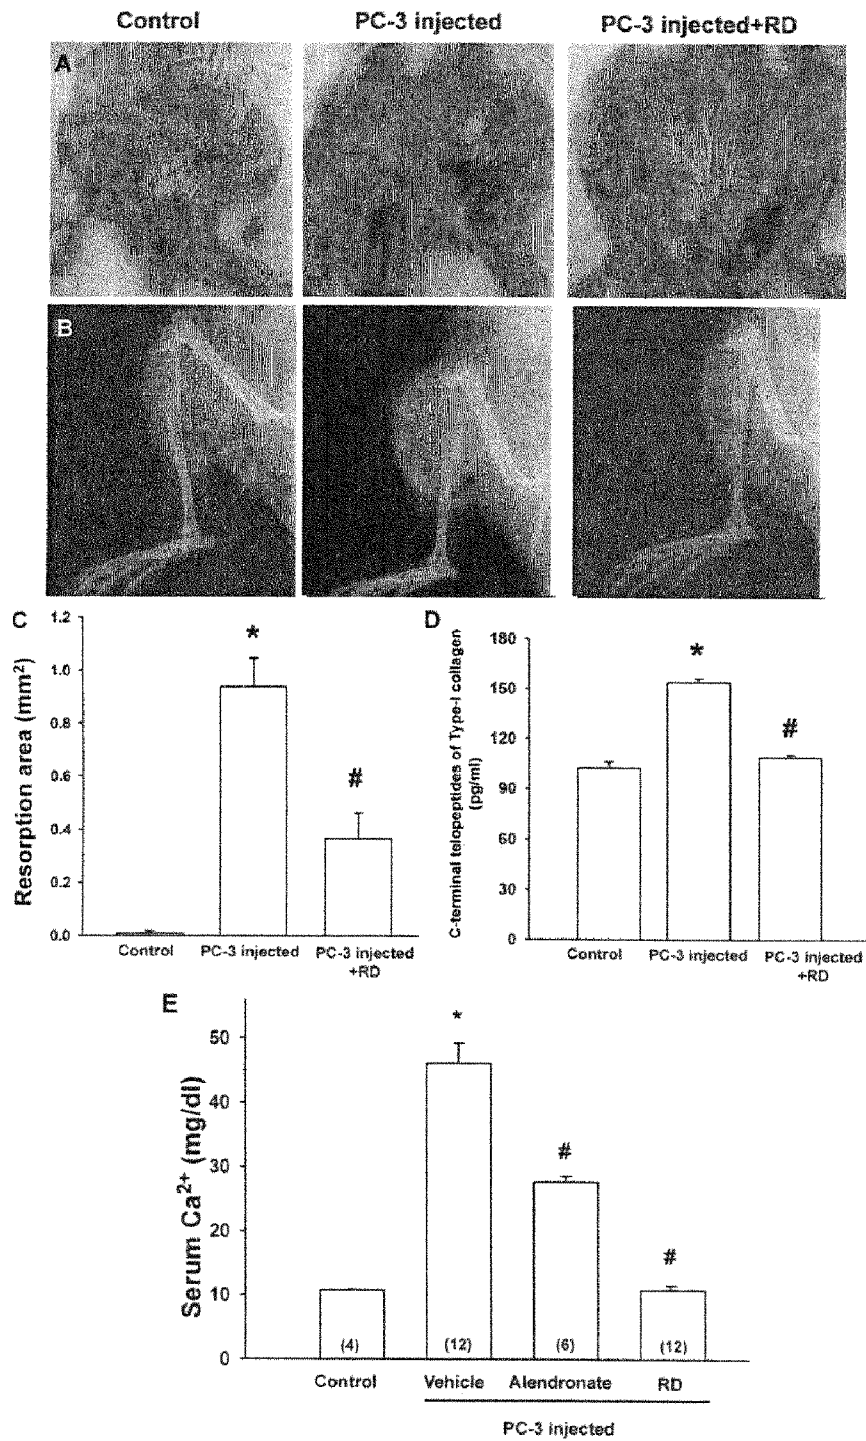 Control PC-3 injected PC-3 injected+RD
A
B
C
Resorption area (mm²)
1.2
1.0
0.8
0.6
0.4
0.2
0.0
*
#
Control PC-3 injected PC-3 injected
+RD
D
C-terminal telopeptides of Type-I collagen
(pg/ml)
180
150
120
90
60
30
0
*
#
Control PC-3 injected PC-3 injected
+RD
E
Serum Ca²⁺ (mg/dl)
50
40
30
20
10
0
*
#
#
(4) (12) (6) (12)
Control Vehicle Alendronate RD
PC-3 injected